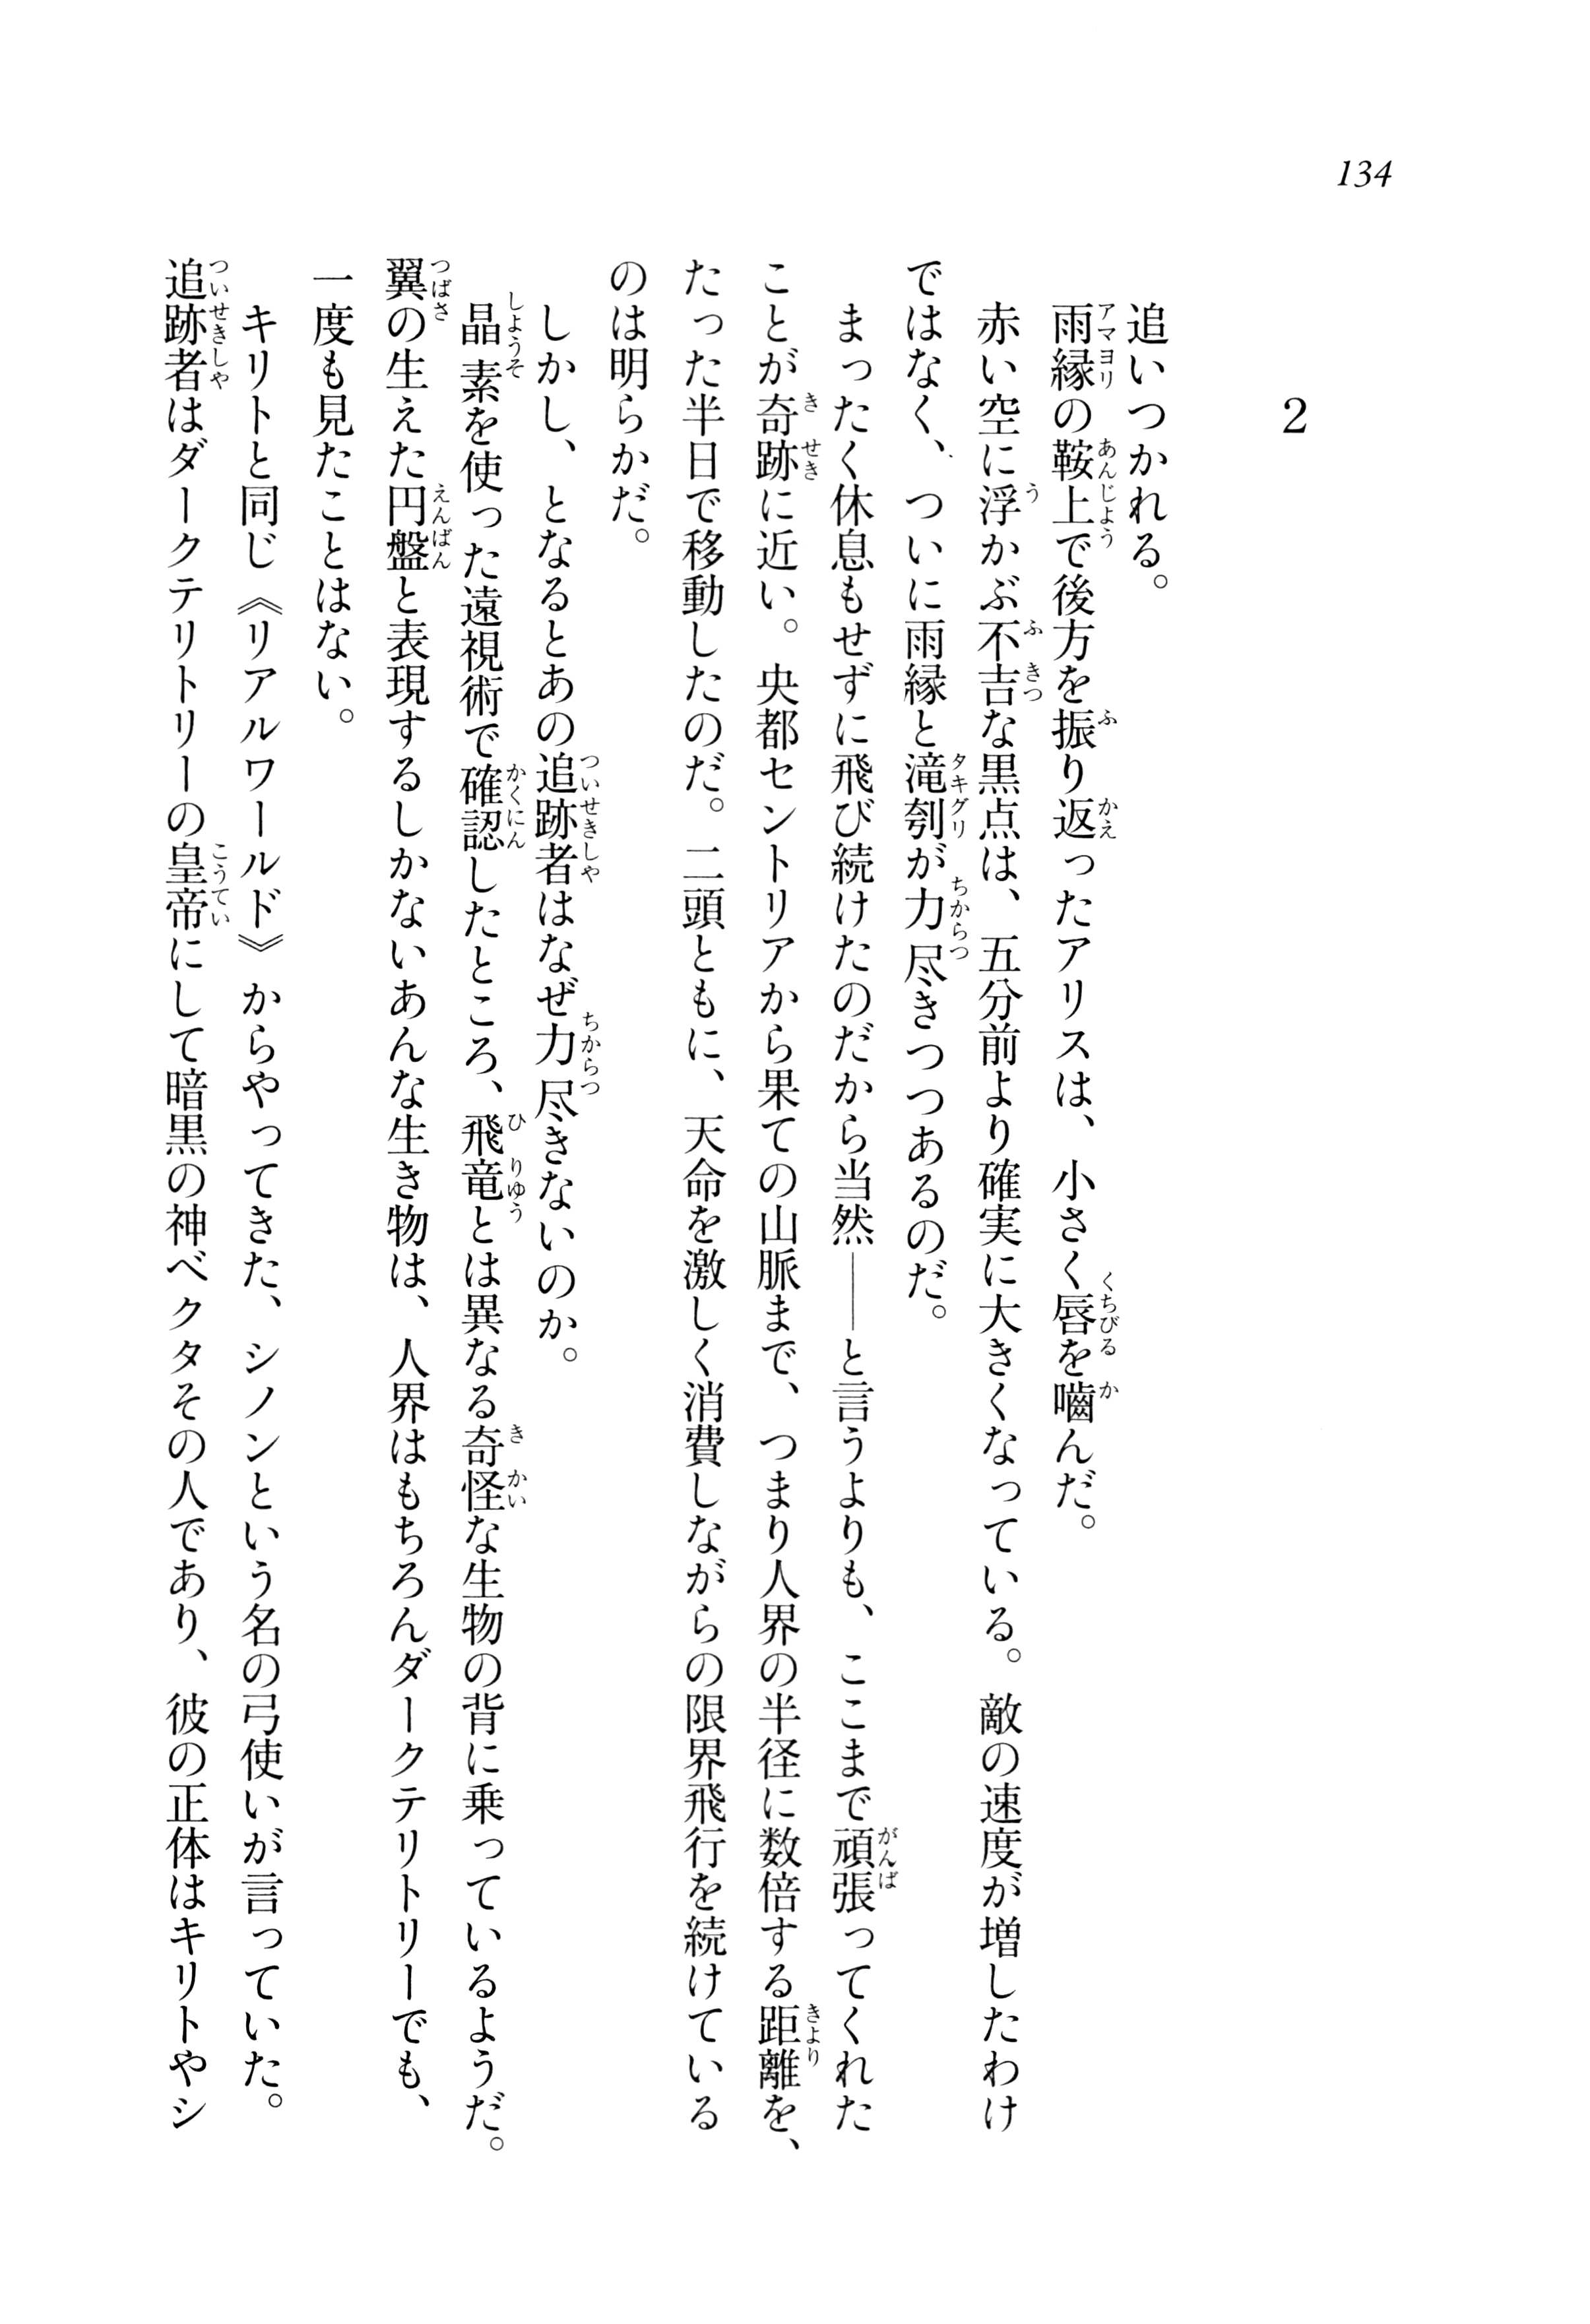 134
2
追いつかれる。
雨縁の鞍上で後方を振り返ったアリスは、小さく唇を嚙んだ。
赤い空に浮かぶ不吉な黒点は、五分前より確実に大きくなっている。敵の速度が増したわけ
ではなく、ついに雨縁と滝刳が力尽きつつあるのだ。
まったく休息もせずに飛び続けたのだから当然――と言うよりも、ここまで頑張ってくれた
ことが奇跡に近い。央都セントリアから果ての山脈まで、つまり人界の半径に数倍する距離を、
たった半日で移動したのだ。二頭ともに、天命を激しく消費しながらの限界飛行を続けている
のは明らかだ。
しかし、となるとあの追跡者はなぜ力尽きないのか。
晶素を使った遠視術で確認したところ、飛竜とは異なる奇怪な生物の背に乗っているようだ。
翼の生えた円盤と表現するしかないあんな生き物は、人界はもちろんダークテリトリーでも、
一度も見たことはない。
キリトと同じ《リアルワールド》からやってきた、シノンという名の弓使いが言っていた。
追跡者はダークテリトリーの皇帝にして暗黒の神ベクタその人であり、彼の正体はキリトやシ